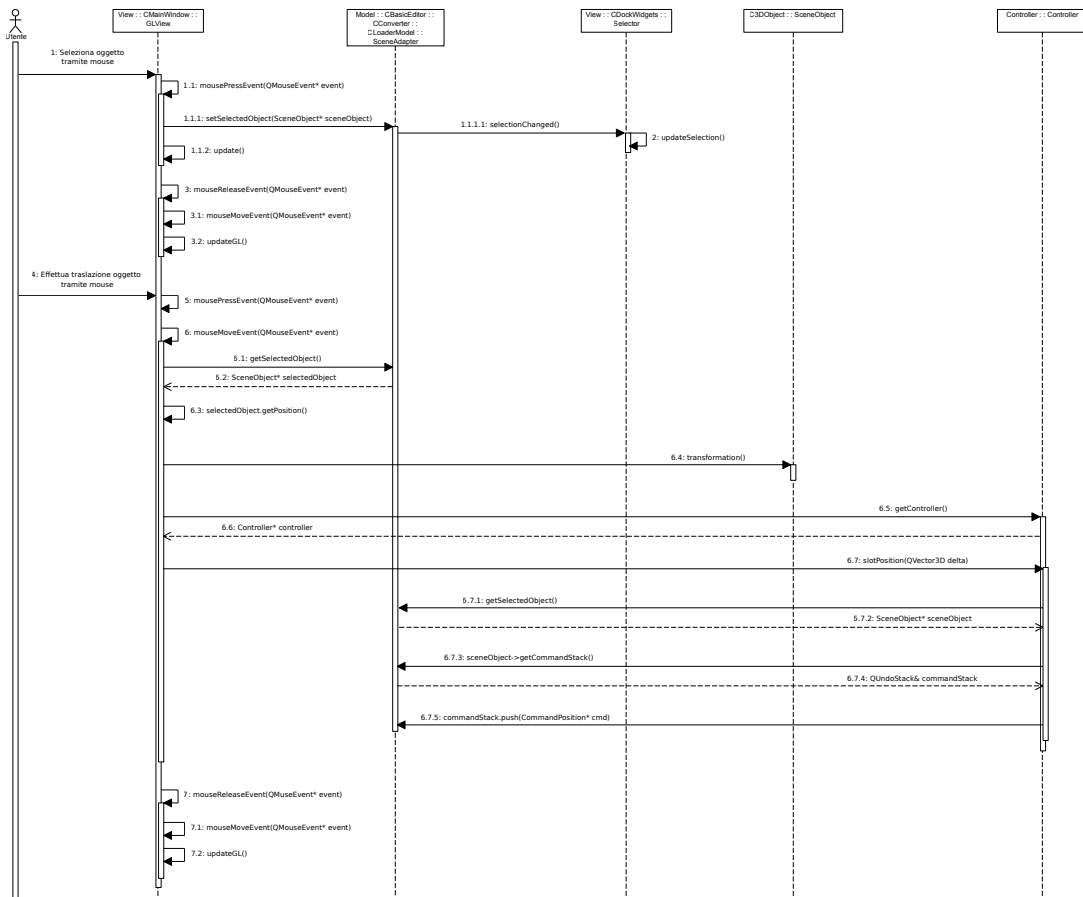 View : : CMainWindow : :
GLView
Model : : CBasicEditor : :
CConverter : :
CLoaderModel : :
SceneAdapter
View : : CDockWidgets : :
Selector
C3DObject : : SceneObject
Controller : : Controller
Utente
1: Seleziona oggetto
tramite mouse
1.1: mousePressEvent(QMouseEvent* event)
1.1.1: setSelectedObject(SceneObject* sceneObject)
1.1.1.1: selectionChanged()
2: updateSelection()
1.1.2: update()
3: mouseReleaseEvent(QMouseEvent* event)
3.1: mouseMoveEvent(QMouseEvent* event)
3.2: updateGL()
4: Effettua traslazione oggetto
tramite mouse
5: mousePressEvent(QMouseEvent* event)
6: mouseMoveEvent(QMouseEvent* event)
6.1: getSelectedObject()
6.2: SceneObject* selectedObject
6.3: selectedObject.getPosition()
6.4: transformation()
6.5: getController()
6.6: Controller* controller
6.7: slotPosition(QVector3D delta)
6.7.1: getSelectedObject()
6.7.2: SceneObject* sceneObject
6.7.3: sceneObject->getCommandStack()
6.7.4: QUndoStack& commandStack
6.7.5: commandStack.push(CommandPosition* cmd)
7: mouseReleaseEvent(QMuseEvent* event)
7.1: mouseMoveEvent(QMouseEvent* event)
7.2: updateGL()